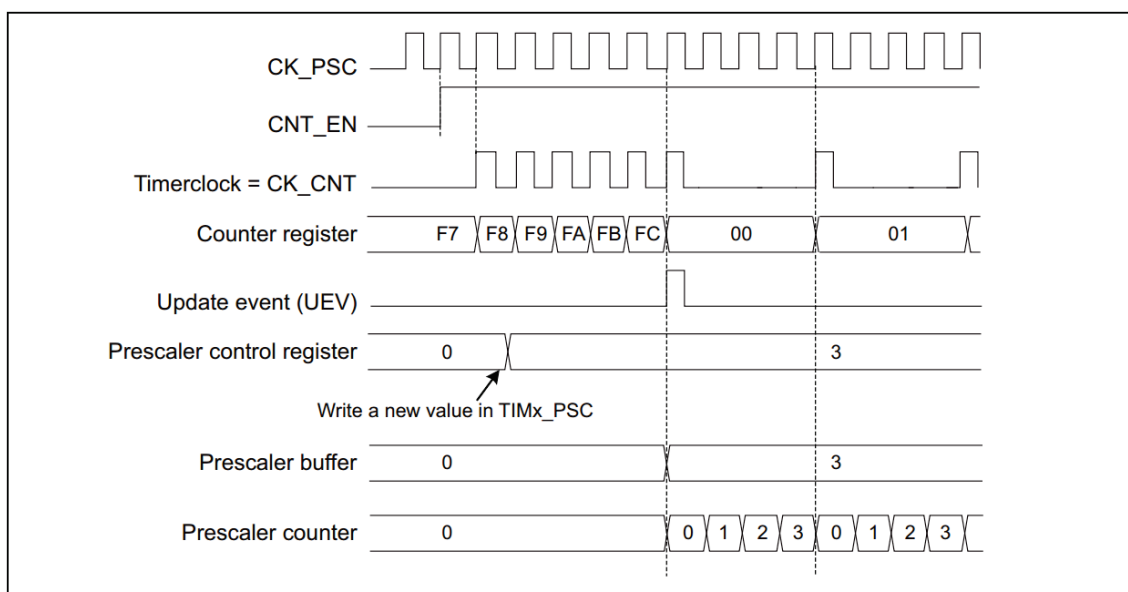 CK_PSC
CNT_EN
Timerclock = CK_CNT
Counter register F7 F8 F9 FA FB FC 00 01
Update event (UEV)
Prescaler control register 0 3
Write a new value in TIMx_PSC
Prescaler buffer 0 3
Prescaler counter 0 0 1 2 3 0 1 2 3